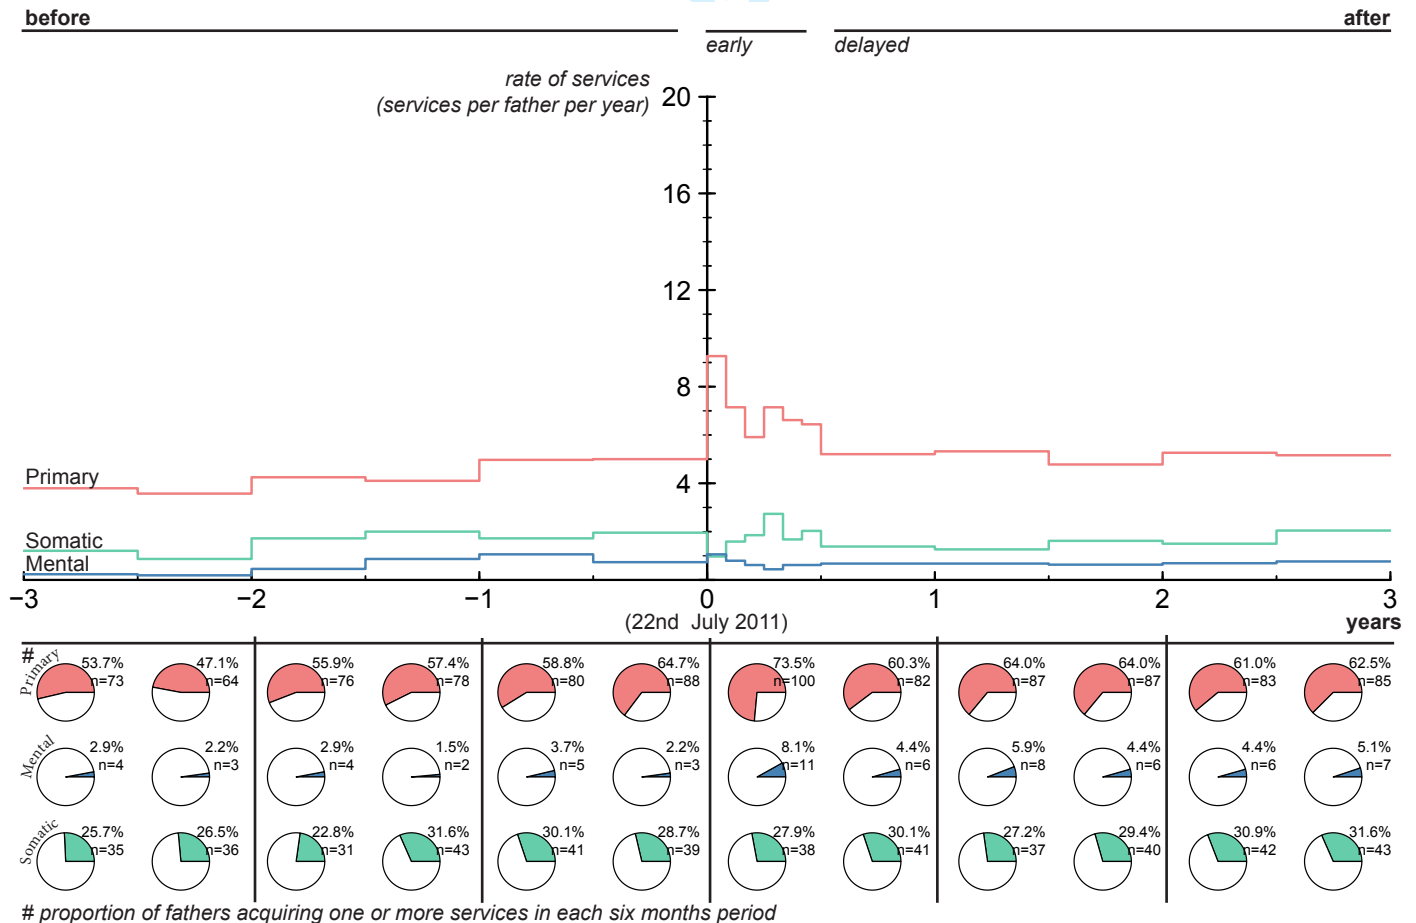 before
after
early
delayed
rate of services
(services per father per year)
20
16
12
8
4
Primary
Somatic
Mental
−3
−2
−1
0
1
2
3
(22nd July 2011)
years
#
Primary
53.7%
47.1%
55.9%
57.4%
58.8%
64.7%
73.5%
60.3%
64.0%
64.0%
61.0%
62.5%
n=73
n=64
n=76
n=78
n=80
n=88
n=100
n=82
n=87
n=87
n=83
n=85
Mental
2.9%
2.2%
2.9%
1.5%
3.7%
2.2%
8.1%
4.4%
5.9%
4.4%
4.4%
5.1%
n=4
n=3
n=4
n=2
n=5
n=3
n=11
n=6
n=8
n=6
n=6
n=7
Somatic
25.7%
26.5%
22.8%
31.6%
30.1%
28.7%
27.9%
30.1%
27.2%
29.4%
30.9%
31.6%
n=35
n=36
n=31
n=43
n=41
n=39
n=38
n=41
n=37
n=40
n=42
n=43
# proportion of fathers acquiring one or more services in each six months period